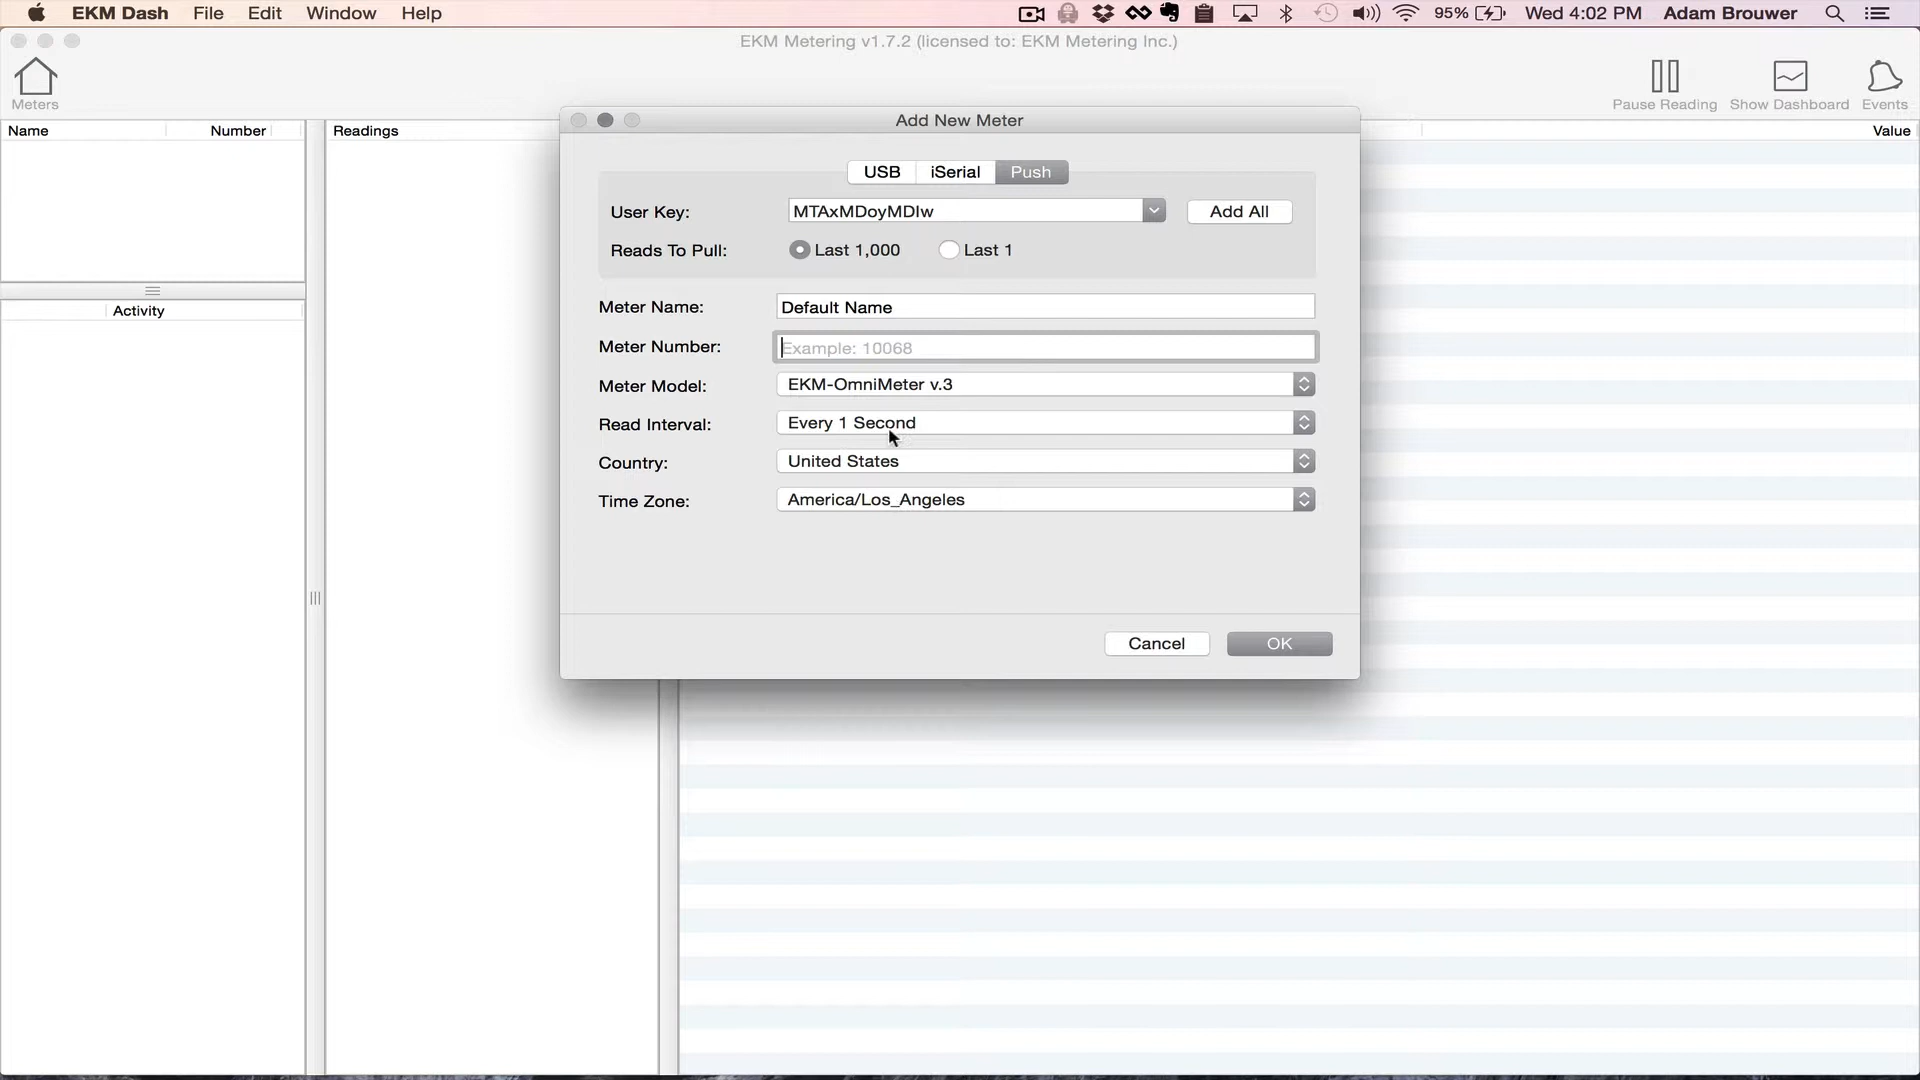 EKM Dash File Edit Window Help 95% Wed 4:02 PM Adam Brouwer
EKM Metering v1.7.2 (licensed to: EKM Metering Inc.)
Meters Pause Reading Show Dashboard Events
Name Number Readings Value
Activity
Add New Meter
USB iSerial Push
User Key: MTAxMDoyMDIw Add All
Reads To Pull: Last 1,000 Last 1
Meter Name: Default Name
Meter Number: Example: 10068
Meter Model: EKM-OmniMeter v.3
Read Interval: Every 1 Second
Country: United States
Time Zone: America/Los_Angeles
Cancel OK